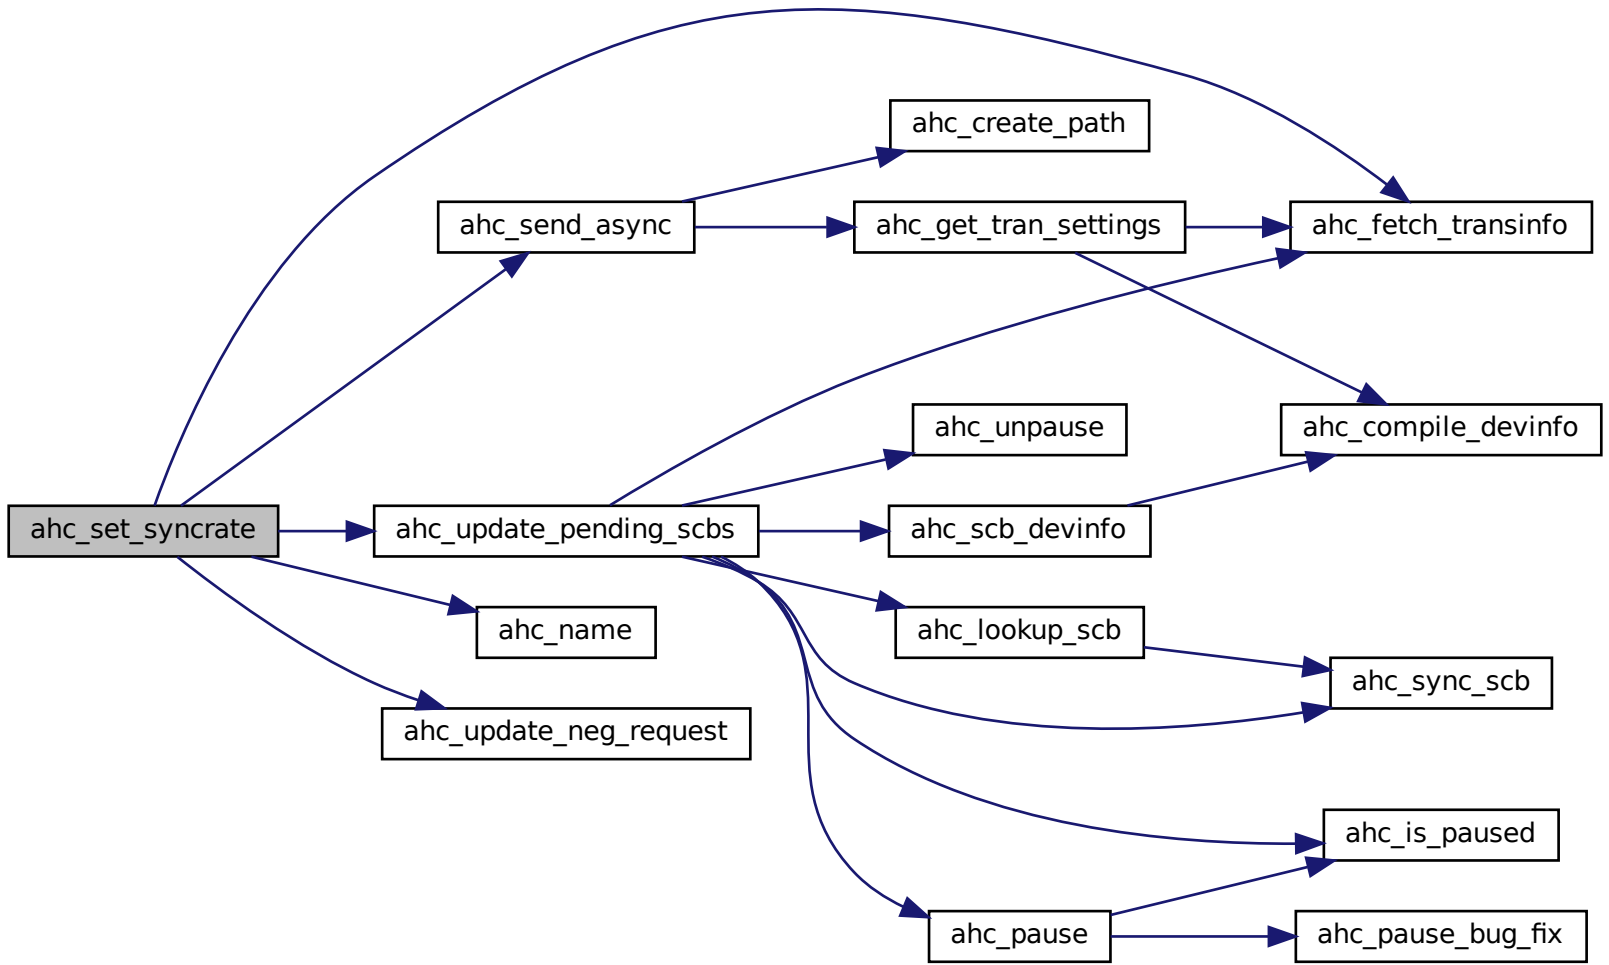 ahc_create_path
ahc_send_async
ahc_get_tran_settings
ahc_fetch_transinfo
ahc_unpause
ahc_compile_devinfo
ahc_set_syncrate
ahc_update_pending_scbs
ahc_scb_devinfo
ahc_name
ahc_lookup_scb
ahc_sync_scb
ahc_update_neg_request
ahc_is_paused
ahc_pause
ahc_pause_bug_fix